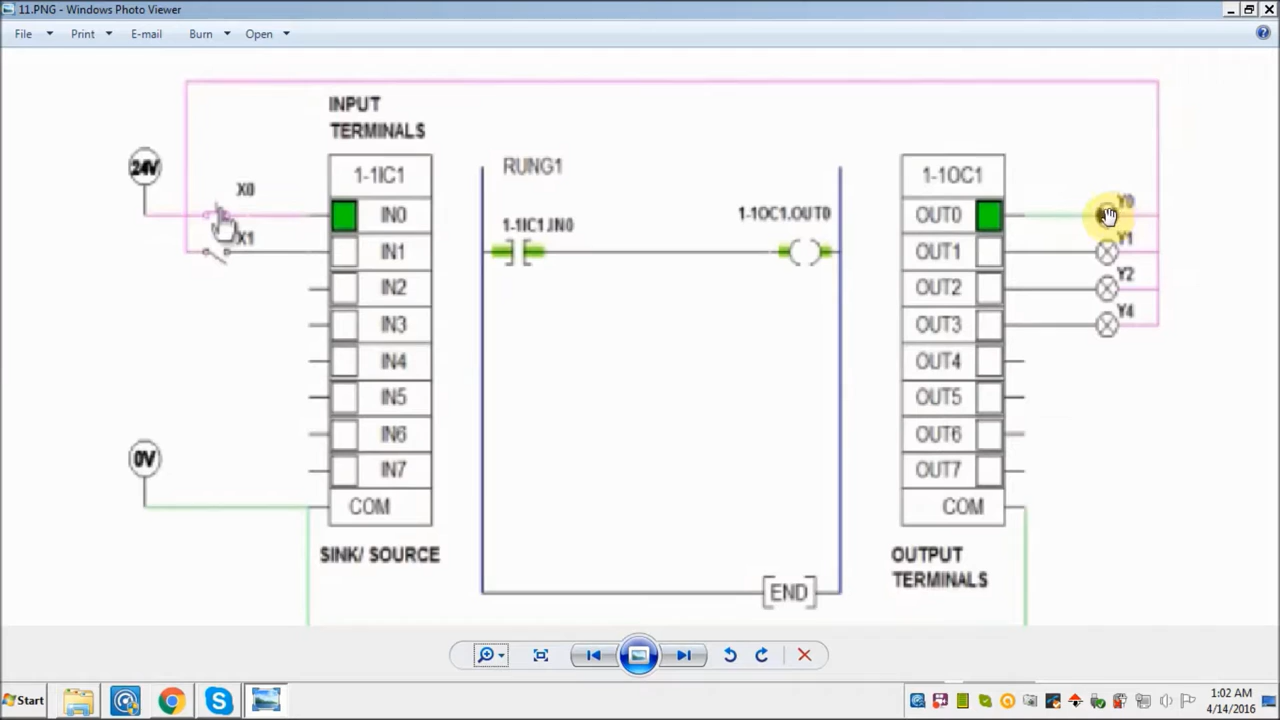 11.PNG - Windows Photo Viewer
File Print E-mail Burn Open
INPUT
TERMINALS
24V
X0
X1
0V
1-1IC1
IN0
IN1
IN2
IN3
IN4
IN5
IN6
IN7
COM
SINK/ SOURCE
RUNG1
1-1IC1.IN0
1-1OC1.OUT0
END
1-1OC1
OUT0
OUT1
OUT2
OUT3
OUT4
OUT5
OUT6
OUT7
COM
OUTPUT
TERMINALS
Y0
Y1
Y2
Y4
Start
1:02 AM
4/14/2016